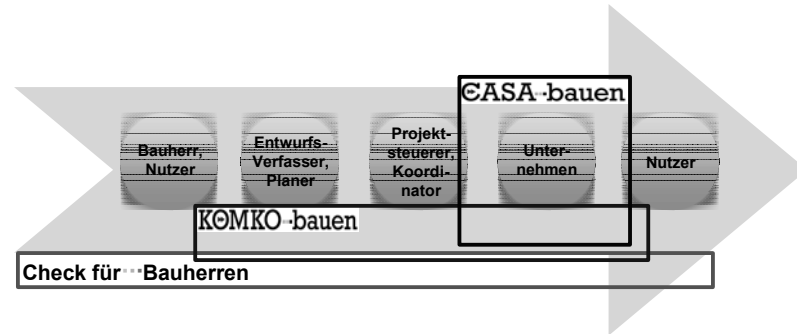 CASA···bauen
Bauherr,
Nutzer
Entwurfs-
Verfasser,
Planer
Projekt-
steuerer,
Koordi-
nator
Unter-
nehmen
Nutzer
KOMKO···bauen
Check für···Bauherren